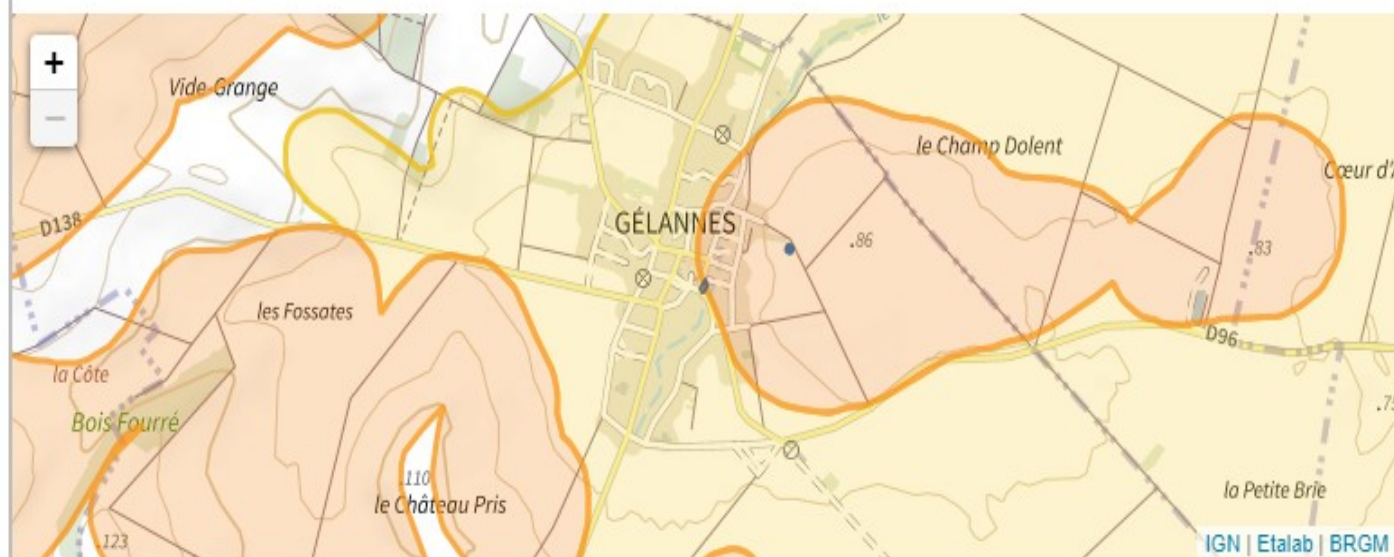 +
−
Vide-Grange
le
le Champ Dolent
D138
GÉLANNES
.86
.83
les Fossates
D96
la Côte
Bois Fourré
.110
le Château Pris
la Petite Brie
.123
IGN | Etalab | BRGM